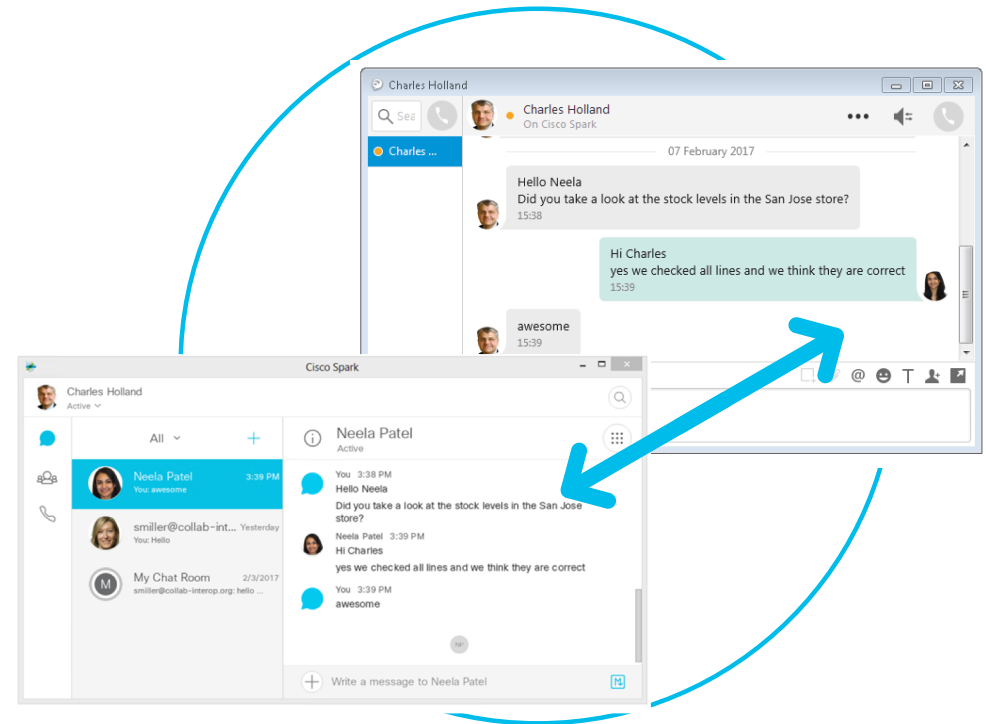 Charles Holland
Sea
Charles Holland
On Cisco Spark
Charles ...
07 February 2017
Hello Neela
Did you take a look at the stock levels in the San Jose store?
15:38
Hi Charles
yes we checked all lines and we think they are correct
15:39
awesome
15:39
@
T
Cisco Spark
Charles Holland
Active
All
Neela Patel
Active
Neela Patel 3:39 PM
You: awesome
smiller@collab-int... Yesterday
You: Hello
M
My Chat Room 2/3/2017
smiller@collab-interop.org: hello ...
You 3:38 PM
Hello Neela
Did you take a look at the stock levels in the San Jose
store?
Neela Patel 3:39 PM
Hi Charles
yes we checked all lines and we think they are correct
You 3:39 PM
awesome
NP
Write a message to Neela Patel